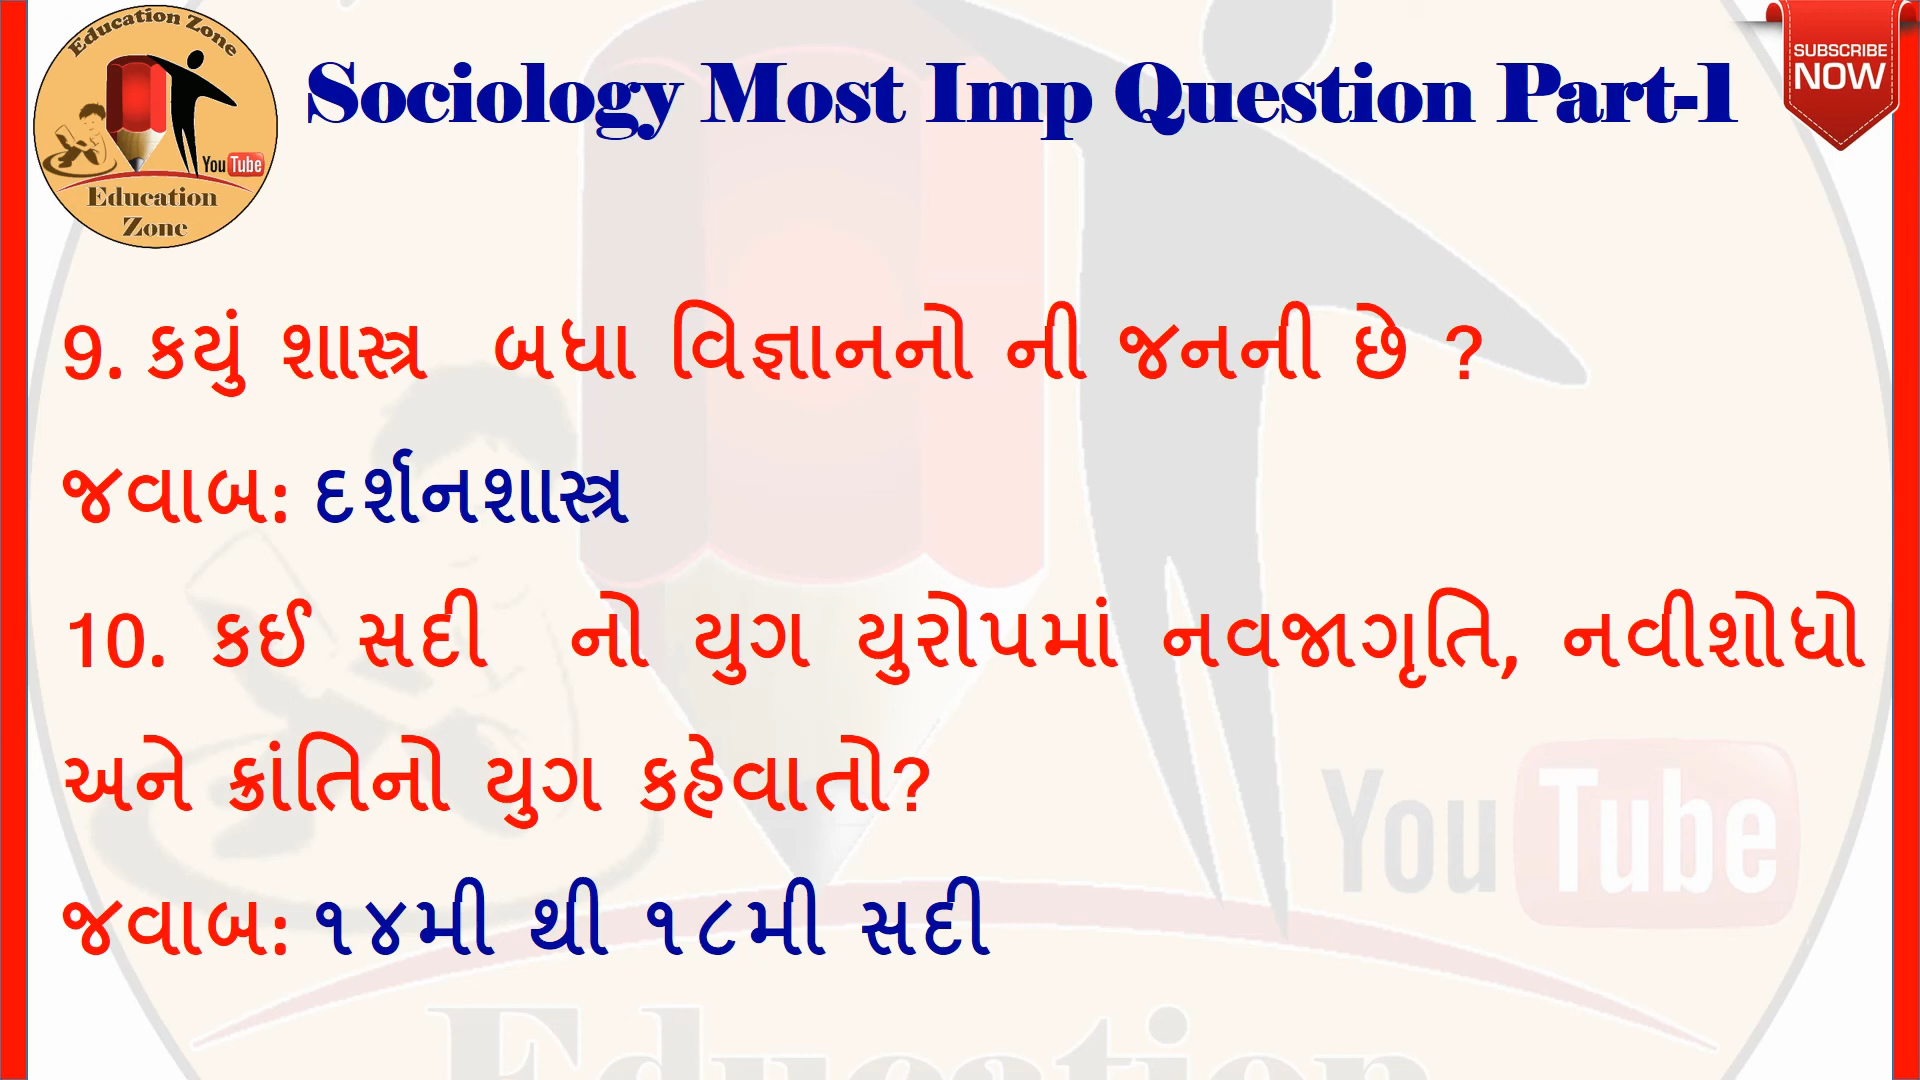 Education Zone
YouTube
Education
Zone
Sociology Most Imp Question Part-1
SUBSCRIBE
NOW
9. કયું શાસ્ત્ર બધા વિજ્ઞાનનો ની જનની છે ?
જવાબ: દર્શનશાસ્ત્ર
10. કઈ સદી નો યુગ યુરોપમાં નવજાગૃતિ, નવીશોધો
અને ક્રાંતિનો યુગ કહેવાતો?
જવાબ: ૧૪મી થી ૧૮મી સદી
YouTube
Education